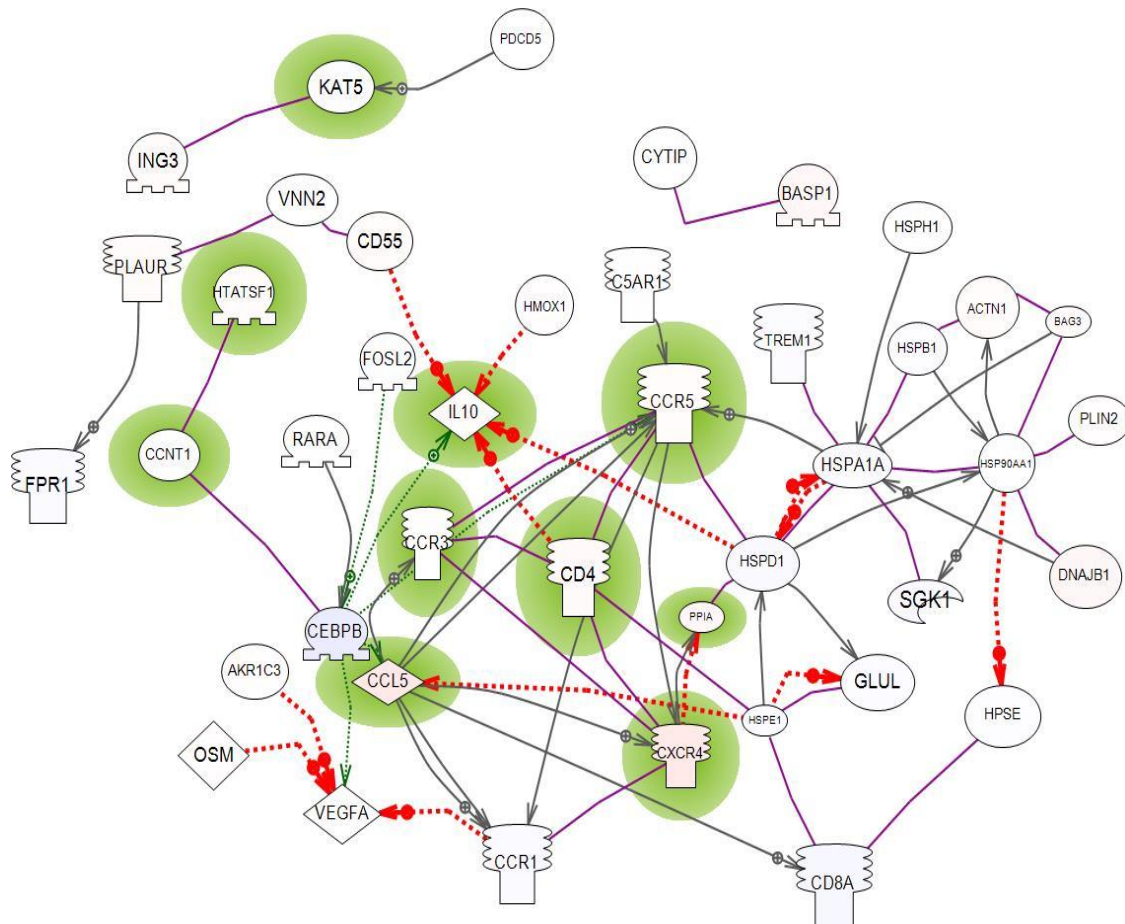 PDCD5
KAT5
ING3
CYTIP
BASP1
VNN2
HSPH1
CD55
PLAUR
C5AR1
HTATSF1
HMOX1
ACTN1
BAG3
TREM1
HSPB1
FOSL2
IL10
CCR5
PLIN2
RARA
CCNT1
HSPA1A
HSP90AA1
FPR1
CCR3
CD4
HSPD1
DNAJB1
SGK1
PPIA
CEBPB
AKR1C3
CCL5
GLUL
HSPE1
HPSE
CXCR4
OSM
VEGFA
CCR1
CD8A